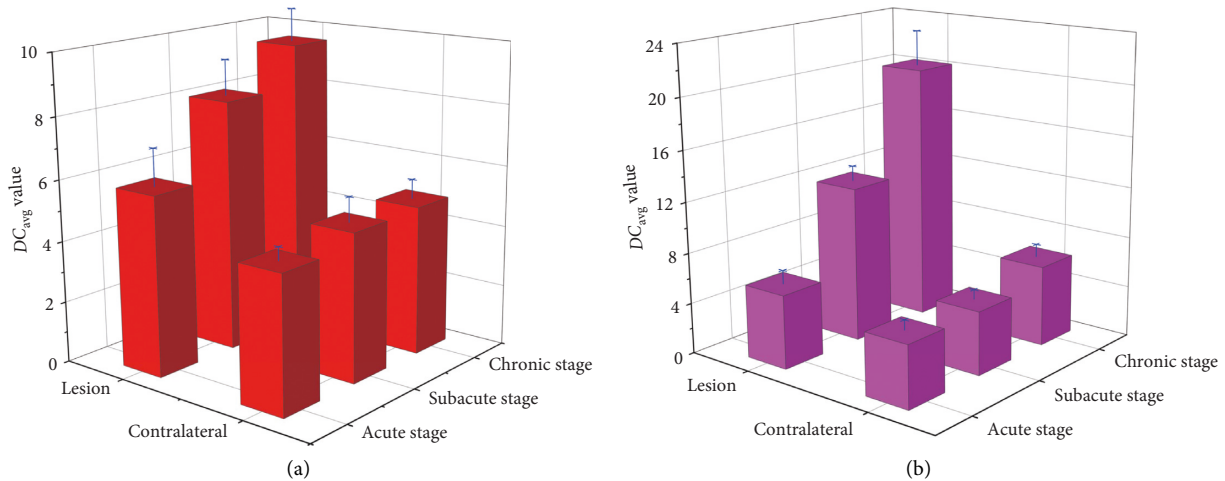 10
8
6
4
2
0
DCavg value
Lesion
Contralateral
Acute stage
Subacute stage
Chronic stage
(a)
24
20
16
12
8
4
0
DCavg value
Lesion
Contralateral
Acute stage
Subacute stage
Chronic stage
(b)